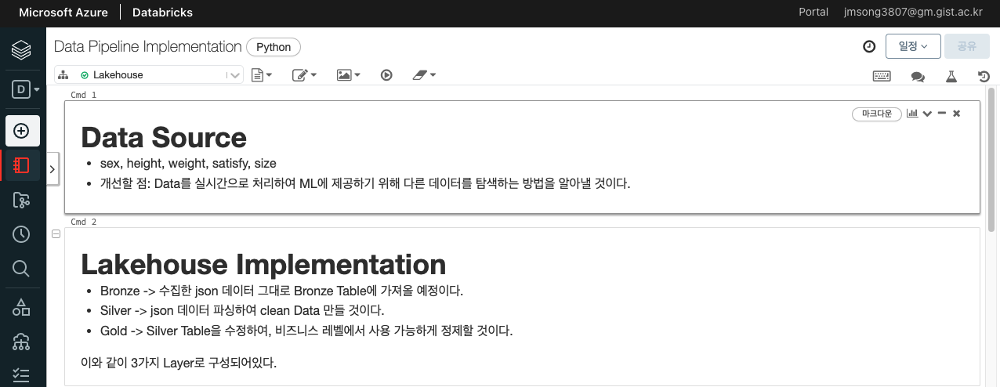 Microsoft Azure | Databricks
Portal jmsong3807@gm.gist.ac.kr
Data Pipeline Implementation Python
일정
공유
D
Lakehouse
Cmd 1
마크다운
Data Source
• sex, height, weight, satisfy, size
• 개선할 점: Data를 실시간으로 처리하여 ML에 제공하기 위해 다른 데이터를 탐색하는 방법을 알아낼 것이다.
Cmd 2
Lakehouse Implementation
• Bronze -> 수집한 json 데이터 그대로 Bronze Table에 가져올 예정이다.
• Silver -> json 데이터 파싱하여 clean Data 만들 것이다.
• Gold -> Silver Table을 수정하여, 비즈니스 레벨에서 사용 가능하게 정제할 것이다.
이와 같이 3가지 Layer로 구성되어있다.